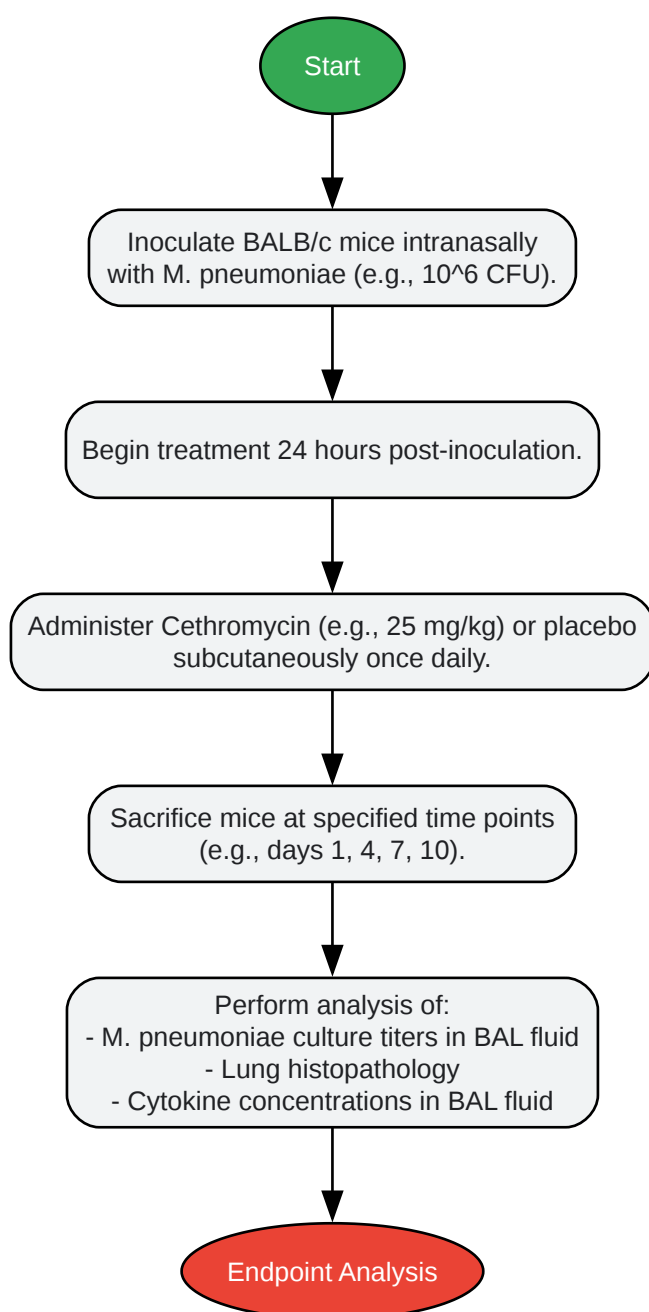 Start
Inoculate BALB/c mice intranasally
with M. pneumoniae (e.g., 10^6 CFU).
Begin treatment 24 hours post-inoculation.
Administer Cethromycin (e.g., 25 mg/kg) or placebo
subcutaneously once daily.
Sacrifice mice at specified time points
(e.g., days 1, 4, 7, 10).
Perform analysis of:
- M. pneumoniae culture titers in BAL fluid
- Lung histopathology
- Cytokine concentrations in BAL fluid
Endpoint Analysis